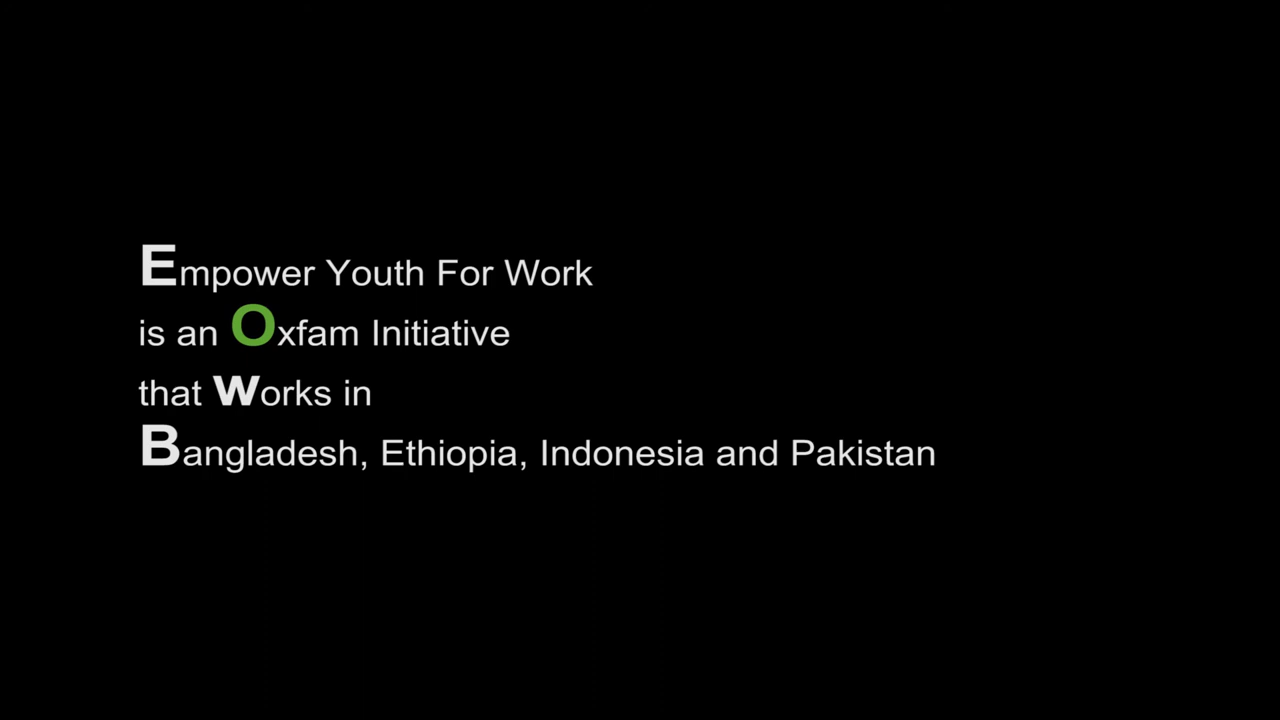 Empower Youth For Work
is an Oxfam Initiative
that works in
Bangladesh, Ethiopia, Indonesia and Pakistan